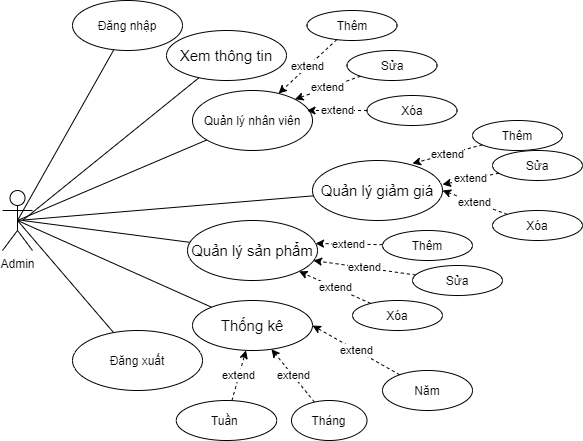 Đăng nhập
Thêm
Xem thông tin
extend
Sửa
extend
Quản lý nhân viên
extend
Xóa
Thêm
extend
Sửa
Quản lý giảm giá
extend
extend
Xóa
Admin
Quản lý sản phẩm
extend
Thêm
extend
Sửa
extend
Xóa
Thống kê
extend
Đăng xuất
extend
extend
Năm
Tuần
Tháng